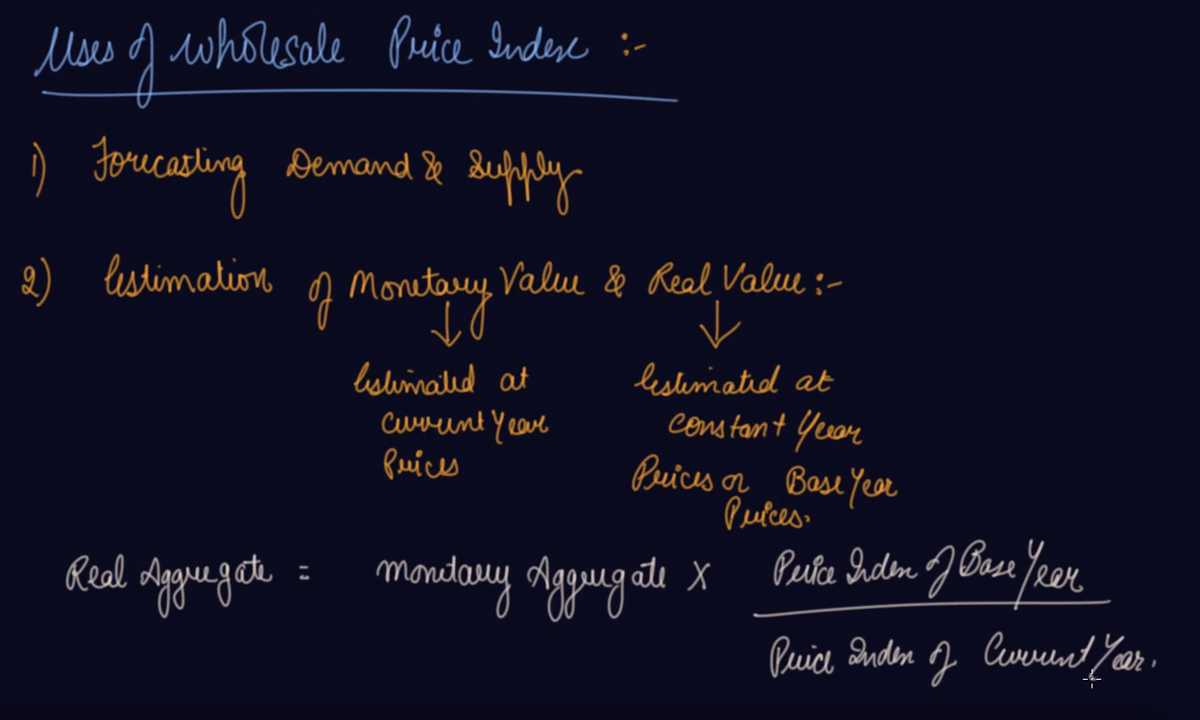 Uses of Wholesale Price Index :-
1) Forecasting Demand & Supply
2) Estimation of Monetary Value & Real Value :-
Estimated at
Current Year
Prices
Estimated at
Constant Year
Prices or Base Year
Prices.
Real Aggregate = Monetary Aggregate X Price Index of Base Year
Price Index of Current Year.